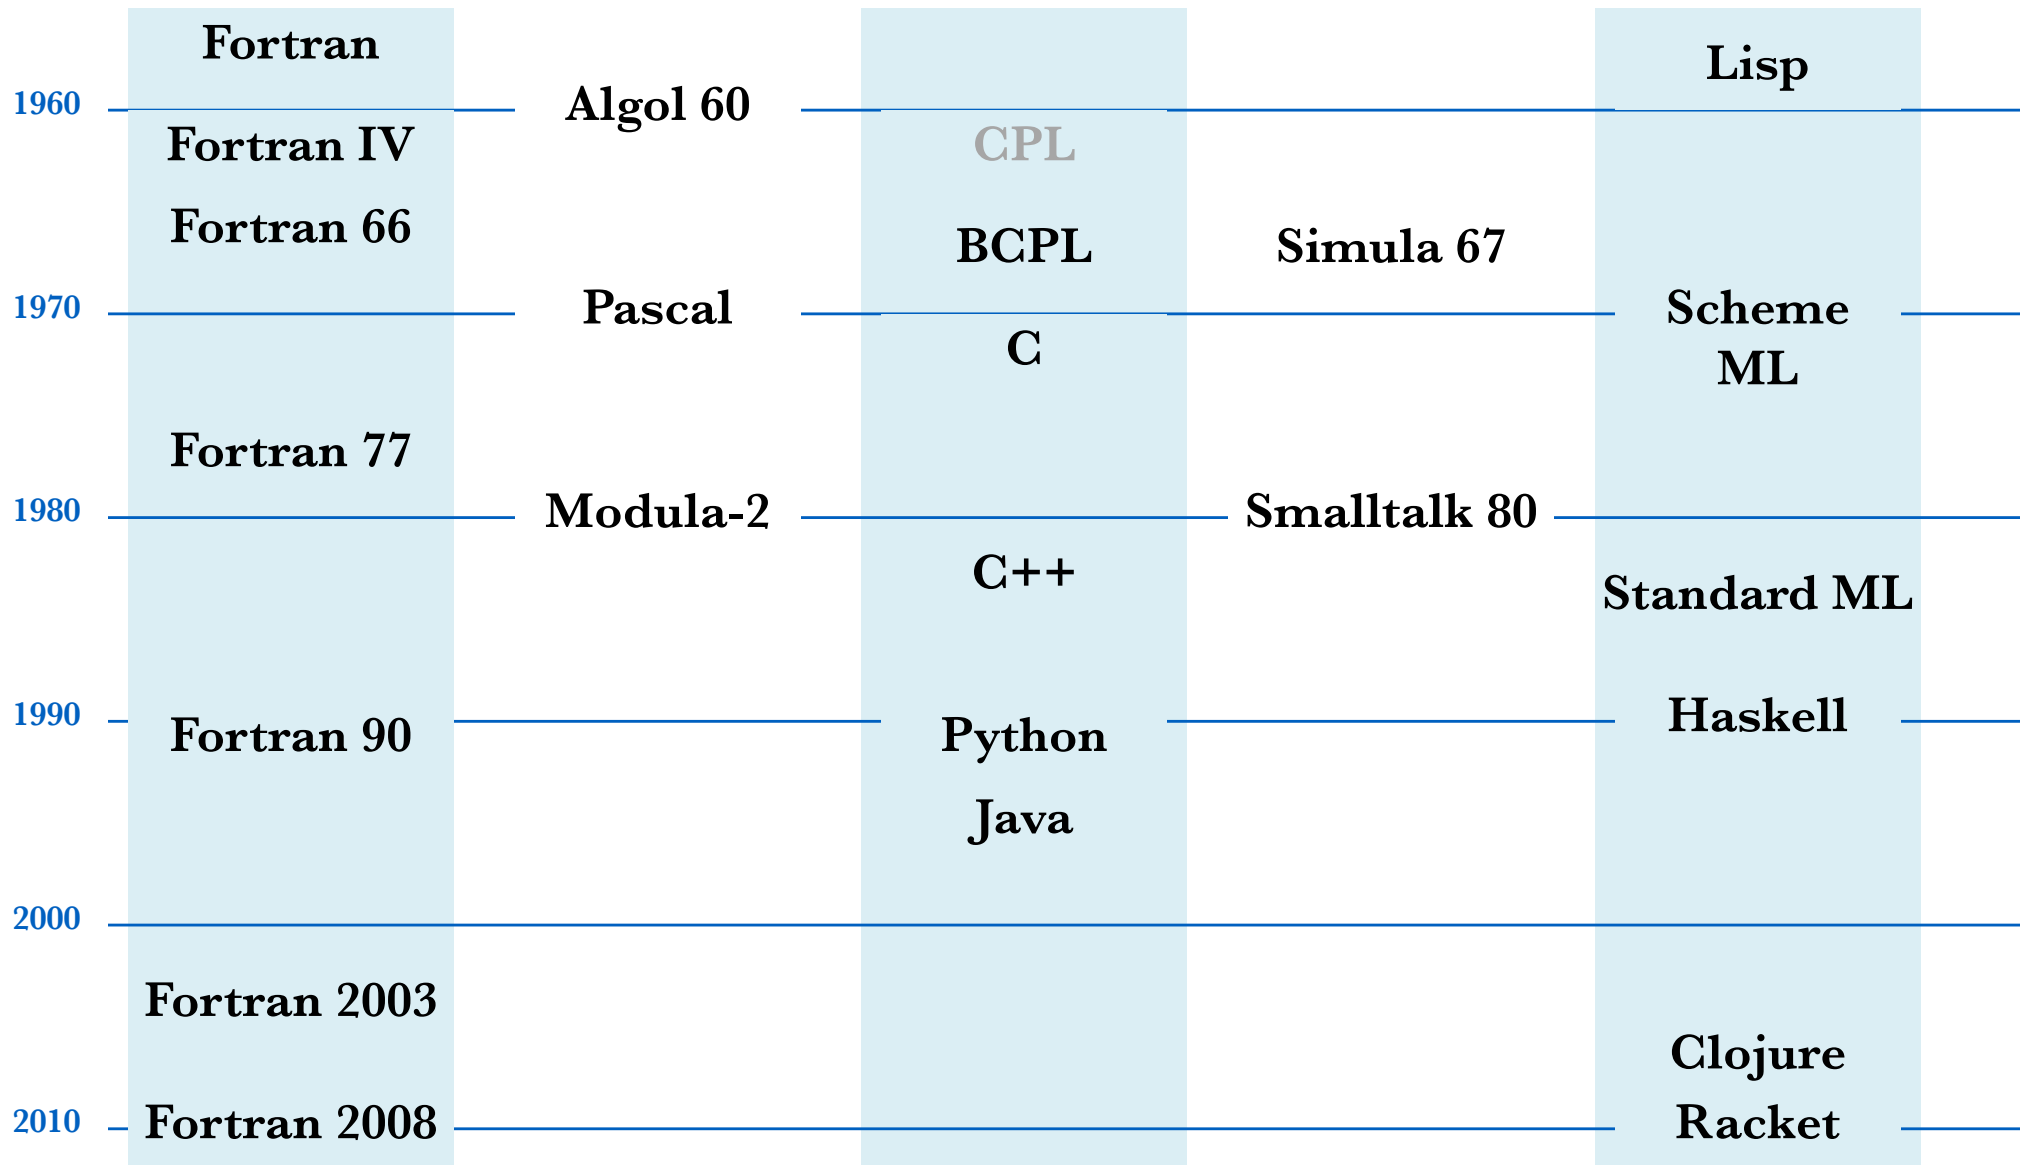 Fortran
Lisp
1960
Algol 60
Fortran IV
CPL
Fortran 66
BCPL
Simula 67
1970
Pascal
Scheme
C
ML
Fortran 77
1980
Modula-2
Smalltalk 80
C++
Standard ML
1990
Haskell
Fortran 90
Python
Java
2000
Fortran 2003
Clojure
2010
Fortran 2008
Racket